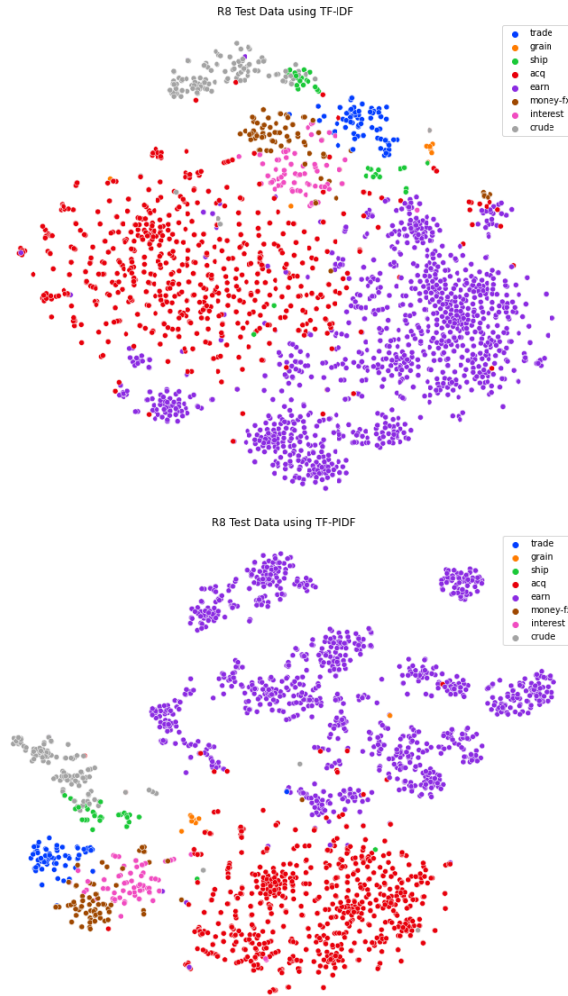 R8 Test Data using TF-IDF
trade
grain
ship
acq
earn
money-fx
interest
crude
R8 Test Data using TF-PIDF
trade
grain
ship
acq
earn
money-fx
interest
crude